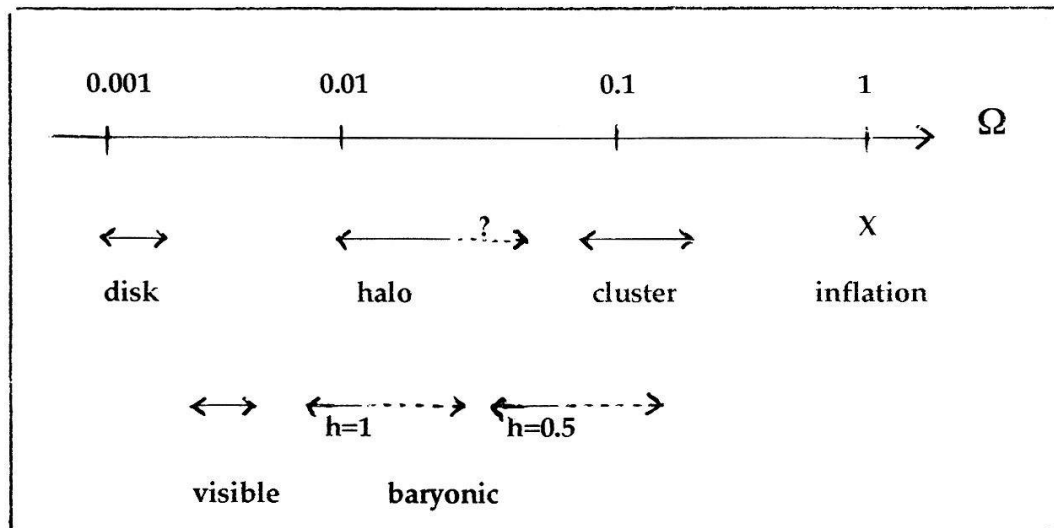 0.001 0.01 0.1 1
Ω
?
X
disk halo cluster inflation
h=1 h=0.5
visible baryonic